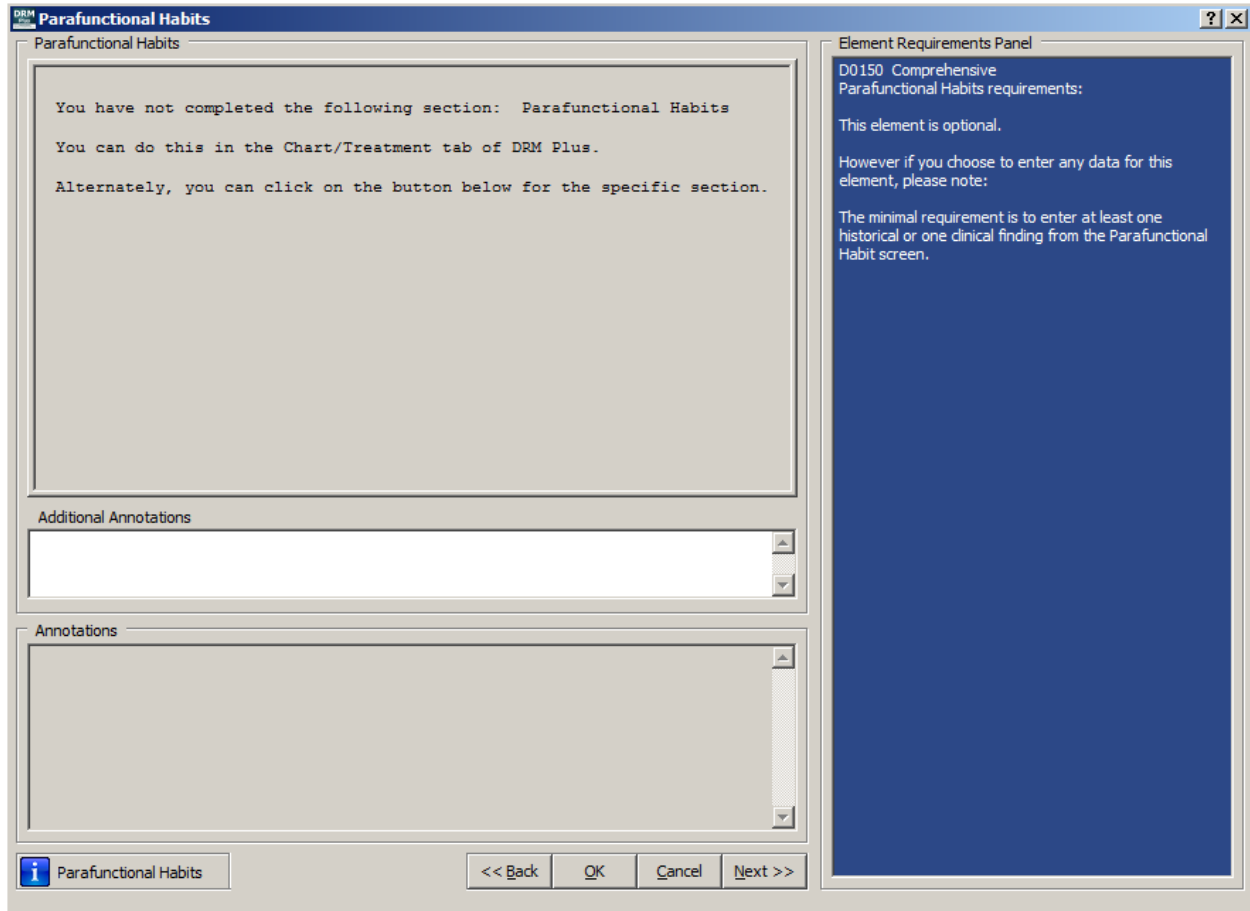 DRM
Plus
Parafunctional Habits
? X
Parafunctional Habits
You have not completed the following section:  Parafunctional Habits
You can do this in the Chart/Treatment tab of DRM Plus.
Alternately, you can click on the button below for the specific section.
Additional Annotations
Annotations
i Parafunctional Habits
<< Back
OK
Cancel
Next >>
Element Requirements Panel
D0150  Comprehensive
Parafunctional Habits requirements:
This element is optional.
However if you choose to enter any data for this
element, please note:
The minimal requirement is to enter at least one
historical or one clinical finding from the Parafunctional
Habit screen.